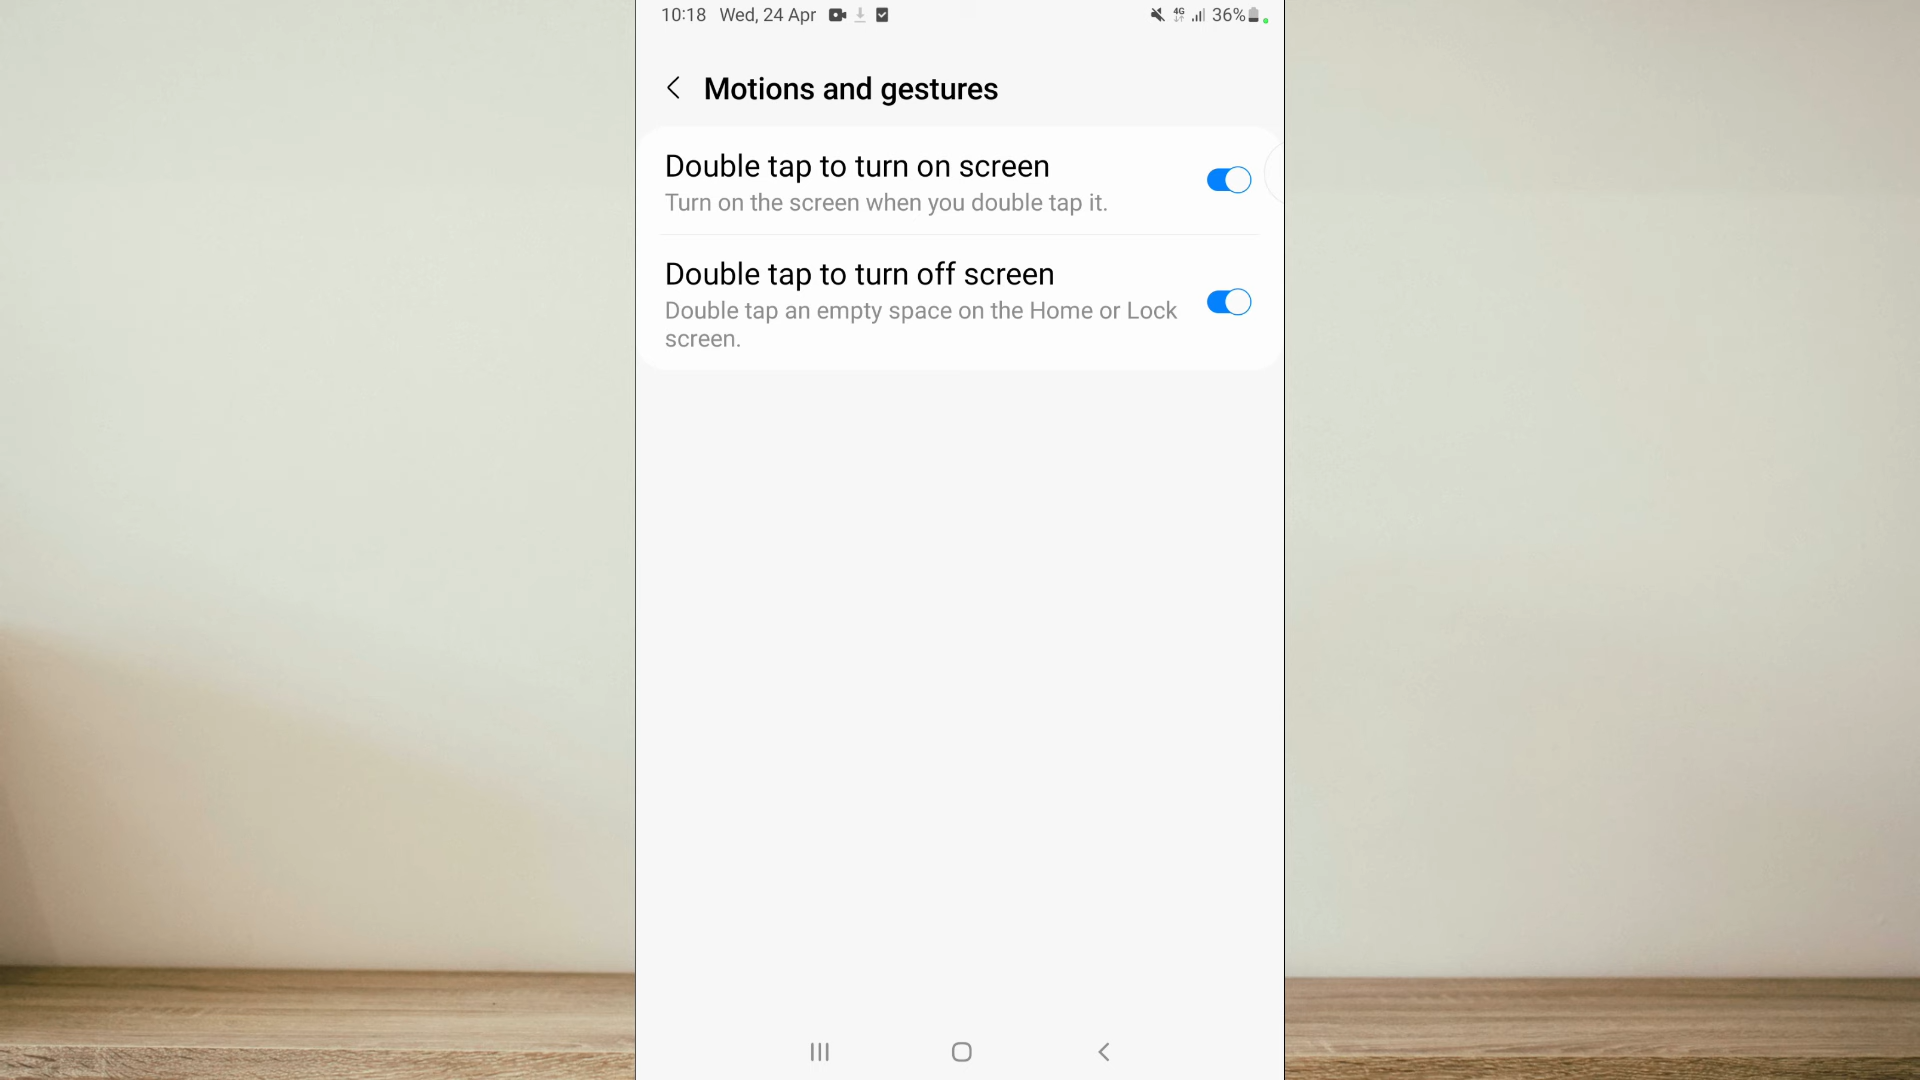 10:18 Wed, 24 Apr 4G 36%
Motions and gestures
Double tap to turn on screen
Turn on the screen when you double tap it.
Double tap to turn off screen
Double tap an empty space on the Home or Lock
screen.